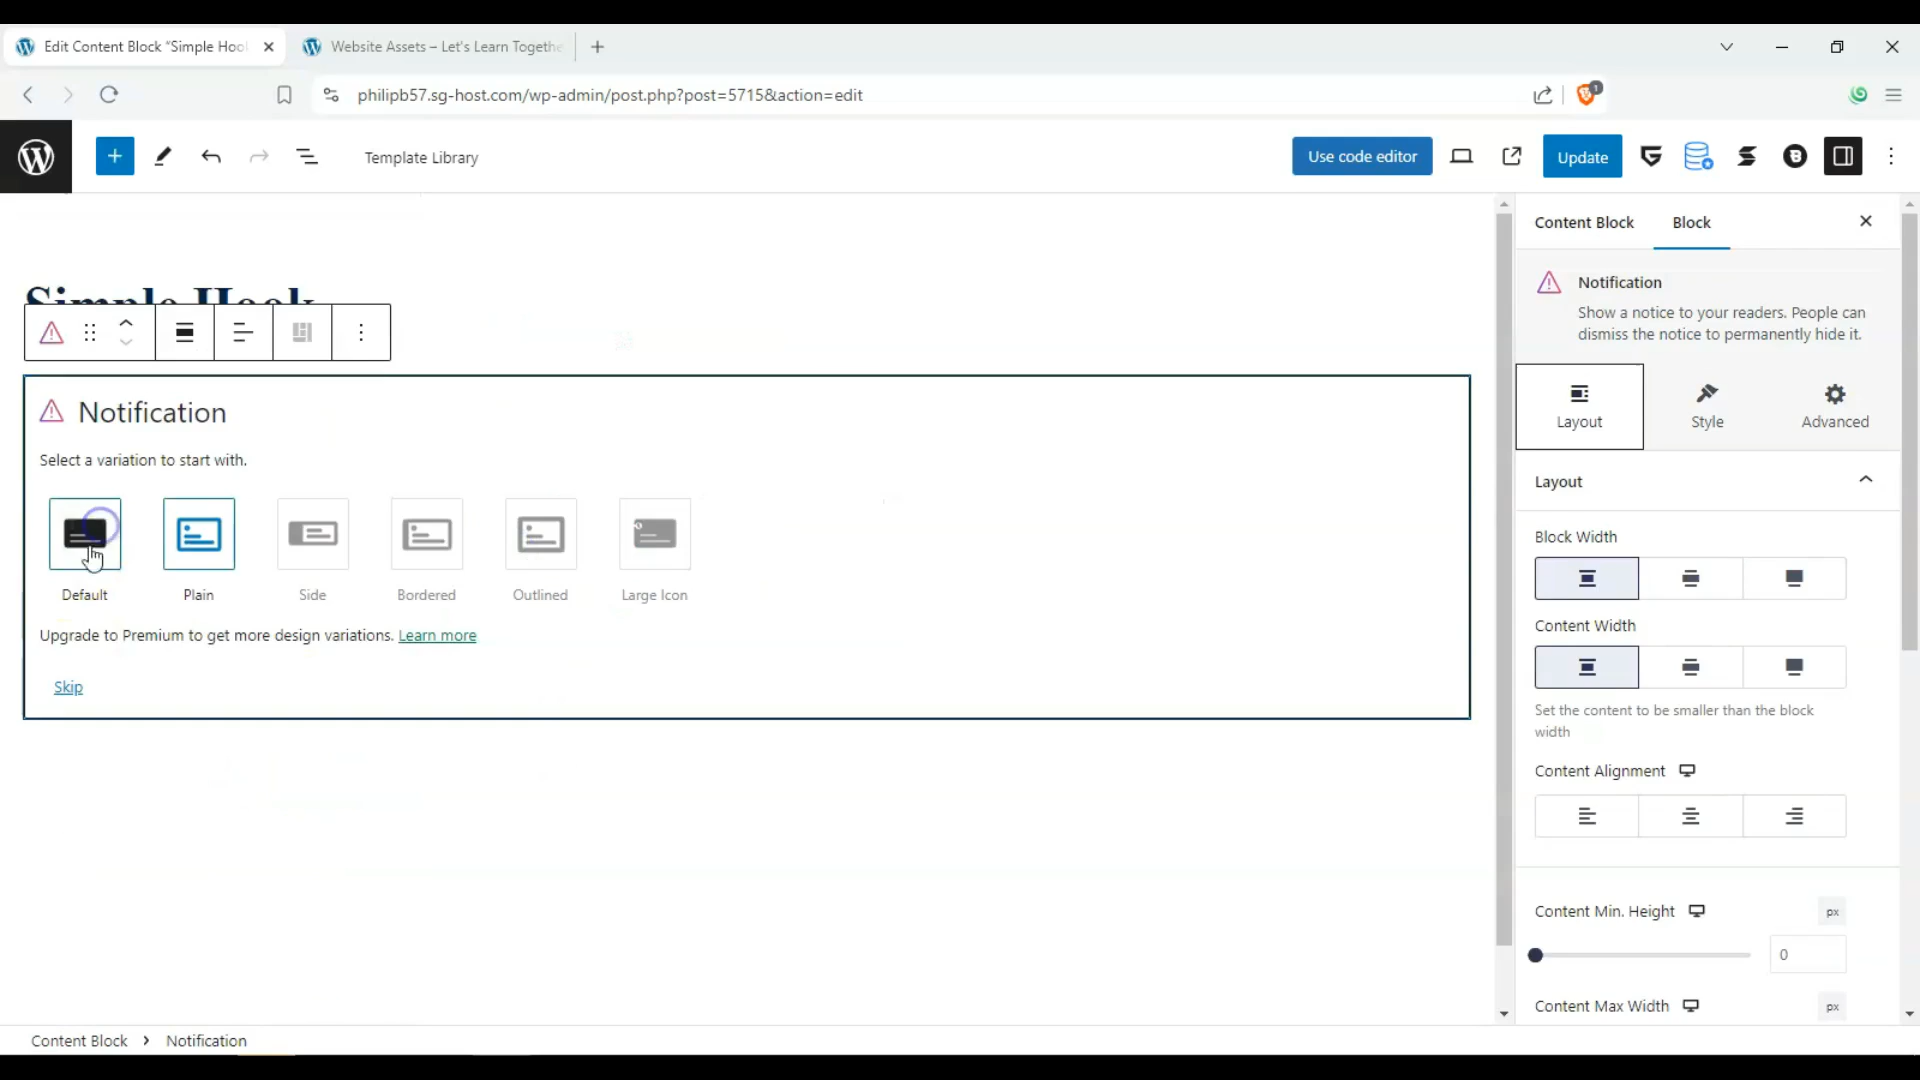 Edit Content Block "Simple Hoo
Website Assets – Let's Learn Togethe
philipb57.sg-host.com/wp-admin/post.php?post=5715&action=edit
1
Template Library
Use code editor
Update
Content Block
Block
Simple Hook
Notification
Show a notice to your readers. People can
dismiss the notice to permanently hide it.
Layout
Style
Advanced
Notification
Select a variation to start with.
Default
Plain
Side
Bordered
Outlined
Large Icon
Upgrade to Premium to get more design variations. Learn more
Skip
Layout
Block Width
Content Width
Set the content to be smaller than the block
width
Content Alignment
Content Min. Height
px
0
Content Max Width
px
Content Block
Notification